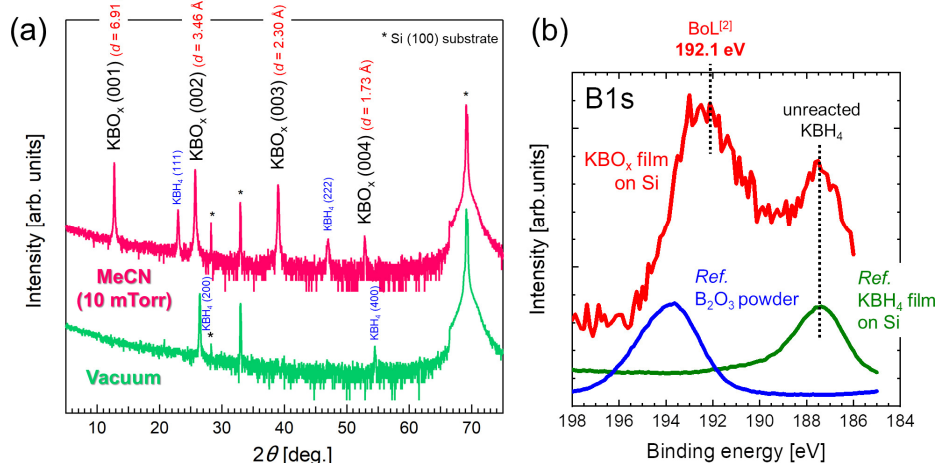 (a)
KBOx (001) (d = 6.91
KBH4 (111)
KBOx (002) (d = 3.46 Å)
*
*
KBOx (003) (d = 2.30 Å)
KBH4 (222)
KBOx (004) (d = 1.73 Å)
* Si (100) substrate
*
MeCN
(10 mTorr)
KBH4 (200)
*
KBH4 (400)
Vacuum
Intensity [arb. units]
10 20 30 40 50 60 70
2θ [deg.]
(b)
BoL[2]
192.1 eV
B1s
unreacted
KBH4
KBOx film
on Si
Ref.
B2O3 powder
Ref.
KBH4 film
on Si
Intensity [arb.units]
198 196 194 192 190 188 186 184
Binding energy [eV]